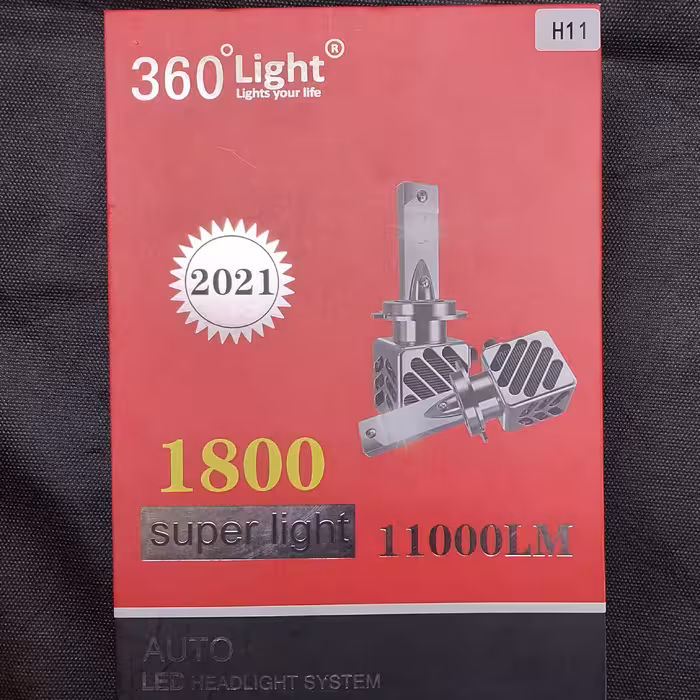 H11
360° Light®
Lights your life
2021
1800
super light
11000LM
AUTO
LED HEADLIGHT SYSTEM